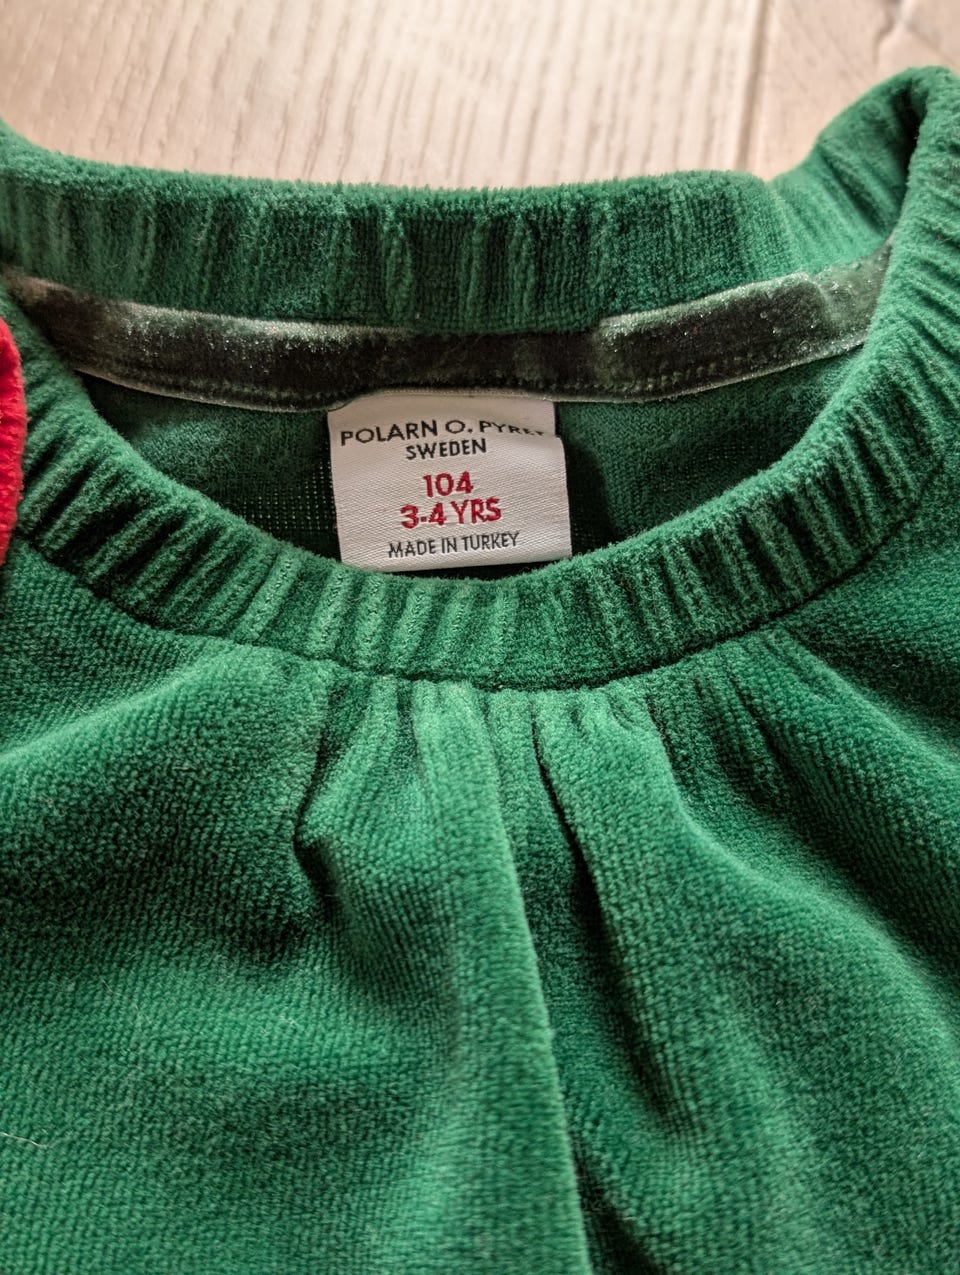 POLARN O. PYRET
SWEDEN
104
3-4 YRS
MADE IN TURKEY